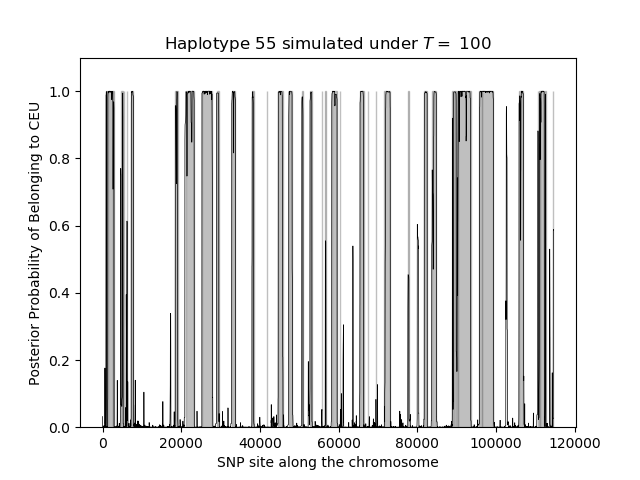 Haplotype 55 simulated under T = 100
Posterior Probability of Belonging to CEU
1.0
0.8
0.6
0.4
0.2
0.0
0 20000 40000 60000 80000 100000 120000
SNP site along the chromosome